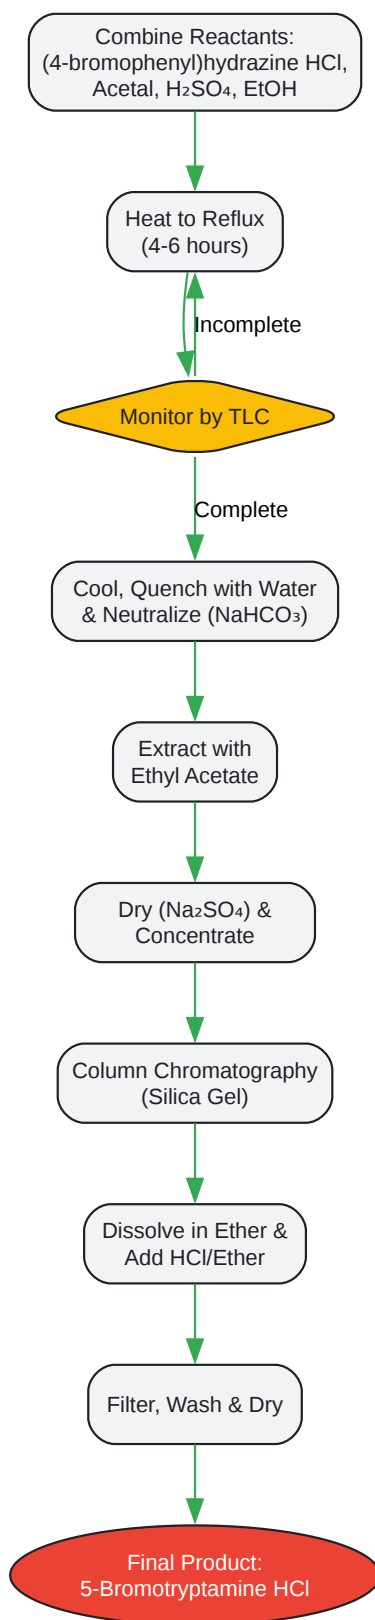 Combine Reactants:
(4-bromophenyl)hydrazine HCl,
Acetal, H₂SO₄, EtOH
Heat to Reflux
(4-6 hours)
Incomplete
Monitor by TLC
Complete
Cool, Quench with Water
& Neutralize (NaHCO₃)
Extract with
Ethyl Acetate
Dry (Na₂SO₄) &
Concentrate
Column Chromatography
(Silica Gel)
Dissolve in Ether &
Add HCl/Ether
Filter, Wash & Dry
Final Product:
5-Bromotryptamine HCl